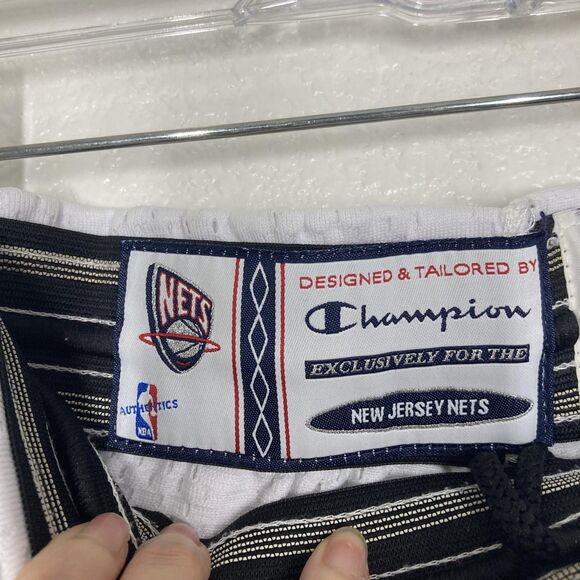 NETS
AUTHENTICS
NBA
DESIGNED & TAILORED BY
Champion
EXCLUSIVELY FOR THE
NEW JERSEY NETS